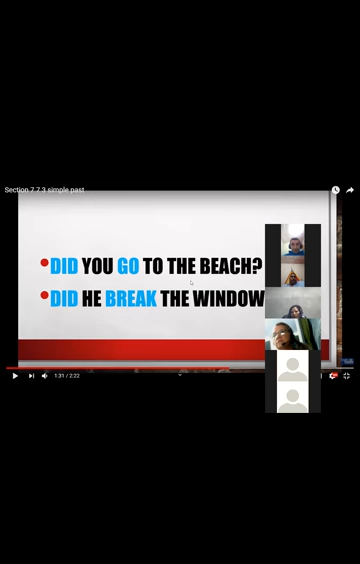 Section 7 7.3 simple past
DID YOU GO TO THE BEACH?
DID HE BREAK THE WINDOW
1:31 / 2:22